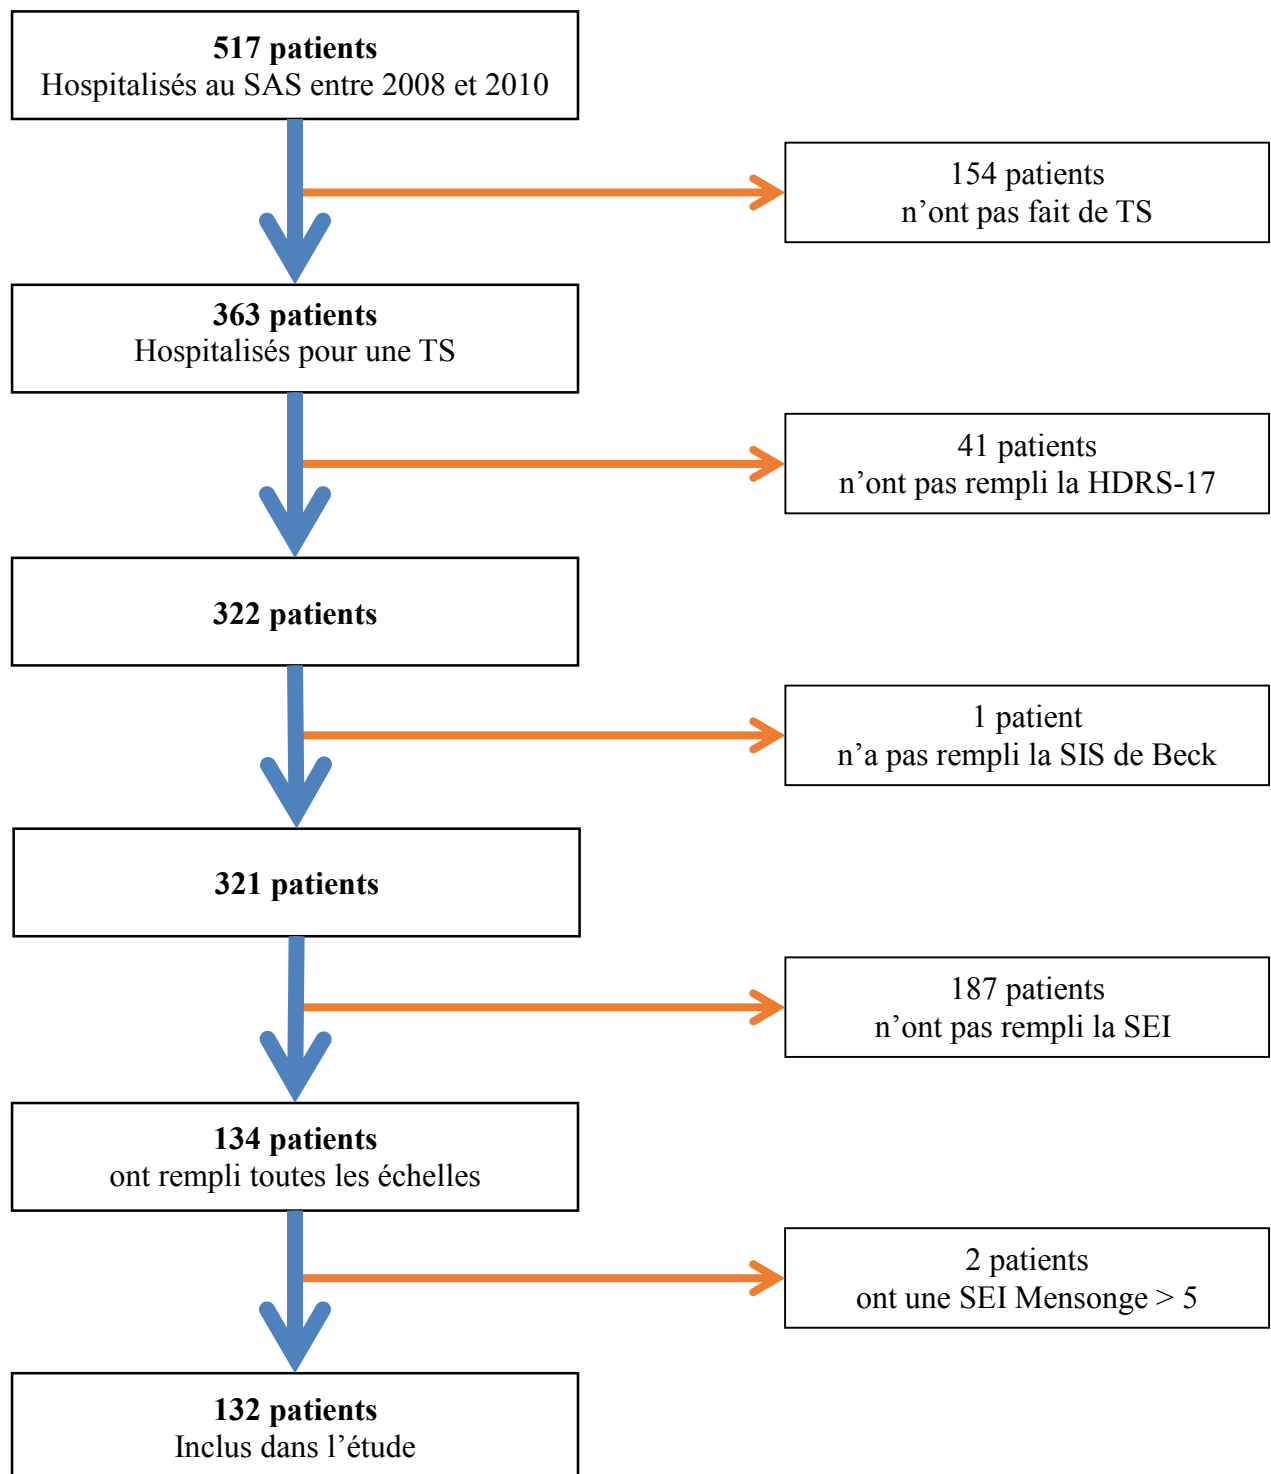 517 patients
Hospitalisés au SAS entre 2008 et 2010
154 patients
n’ont pas fait de TS
363 patients
Hospitalisés pour une TS
41 patients
n’ont pas rempli la HDRS-17
322 patients
1 patient
n’a pas rempli la SIS de Beck
321 patients
187 patients
n’ont pas rempli la SEI
134 patients
ont rempli toutes les échelles
2 patients
ont une SEI Mensonge > 5
132 patients
Inclus dans l’étude